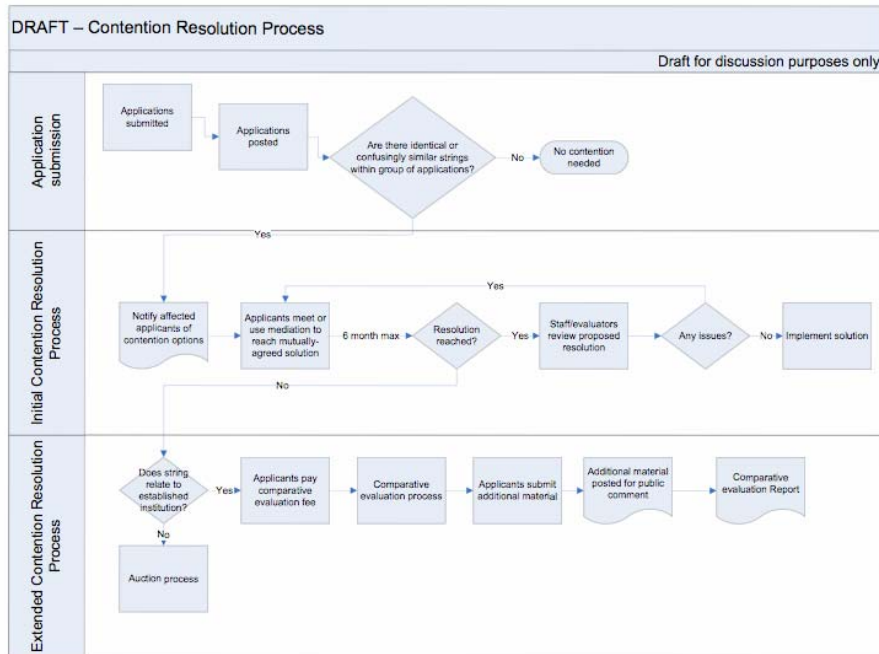 DRAFT – Contention Resolution Process
Draft for discussion purposes only
Application
submission
Applications
submitted
Applications
posted
Are there identical or
confusingly similar strings
within group of applications?
No
No contention
needed
Yes
Initial Contention Resolution
Process
Notify affected
applicants of
contention options
Applicants meet or
use mediation to
reach mutually-
agreed solution
6 month max
Resolution
reached?
Yes
Staff/evaluators
review proposed
resolution
Any issues?
Yes
No
Implement solution
No
Extended Contention Resolution
Process
Does string
relate to
established
institution?
Yes
Applicants pay
comparative
evaluation fee
Comparative
evaluation process
Applicants submit
additional material
Additional material
posted for public
comment
Comparative
evaluation Report
No
Auction process